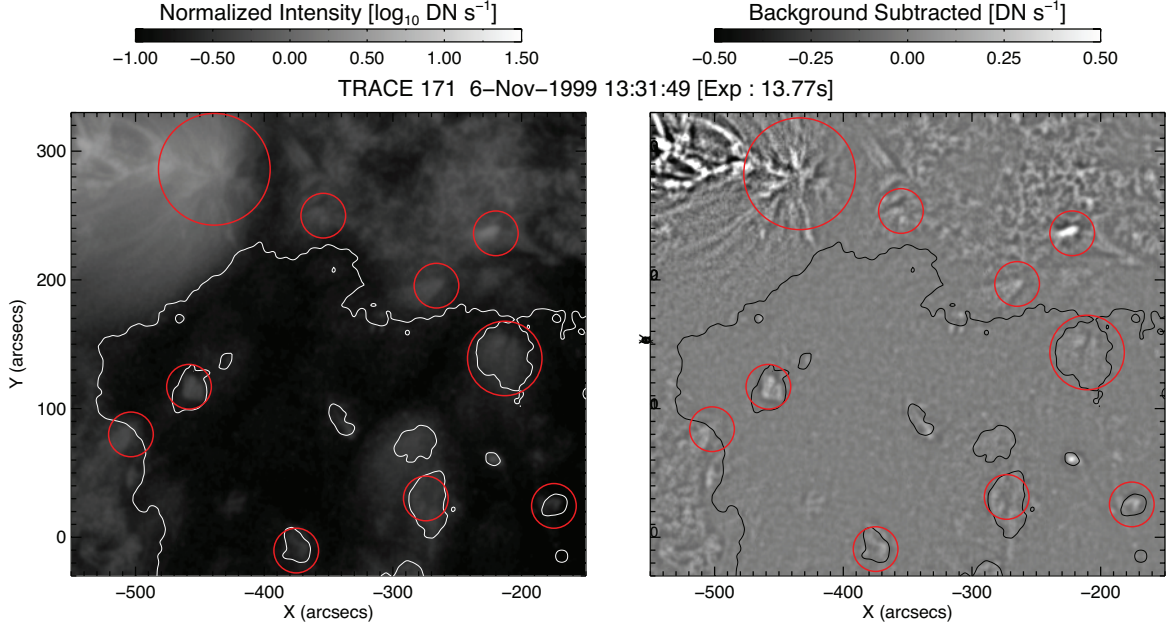 Normalized Intensity [log₁₀ DN s⁻¹]
Background Subtracted [DN s⁻¹]
−1.00 −0.50 0.00 0.50 1.00 1.50
−0.50 −0.25 0.00 0.25 0.50
TRACE 171 6−Nov−1999 13:31:49 [Exp : 13.77s]
300
200
100
0
Y (arcsecs)
−500 −400 −300 −200
−500 −400 −300 −200
X (arcsecs)
X (arcsecs)